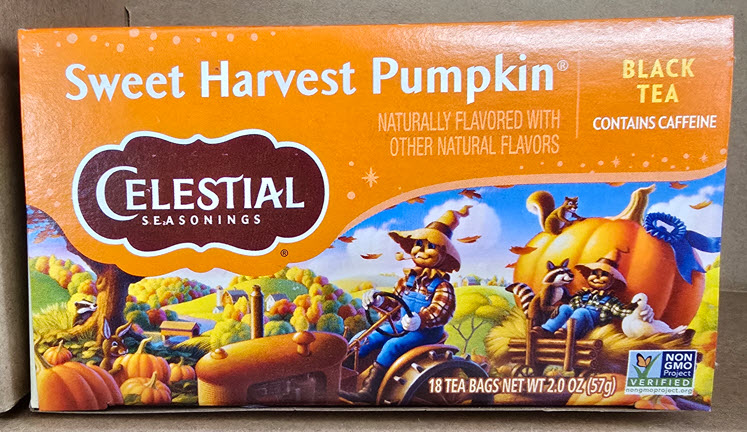 Sweet Harvest Pumpkin®
BLACK
TEA
CONTAINS CAFFEINE
NATURALLY FLAVORED WITH
OTHER NATURAL FLAVORS
CELESTIAL
SEASONINGS
®
18 TEA BAGS NET WT 2.0 OZ (57g)
NON
GMO
Project
VERIFIED
nongmoproject.org